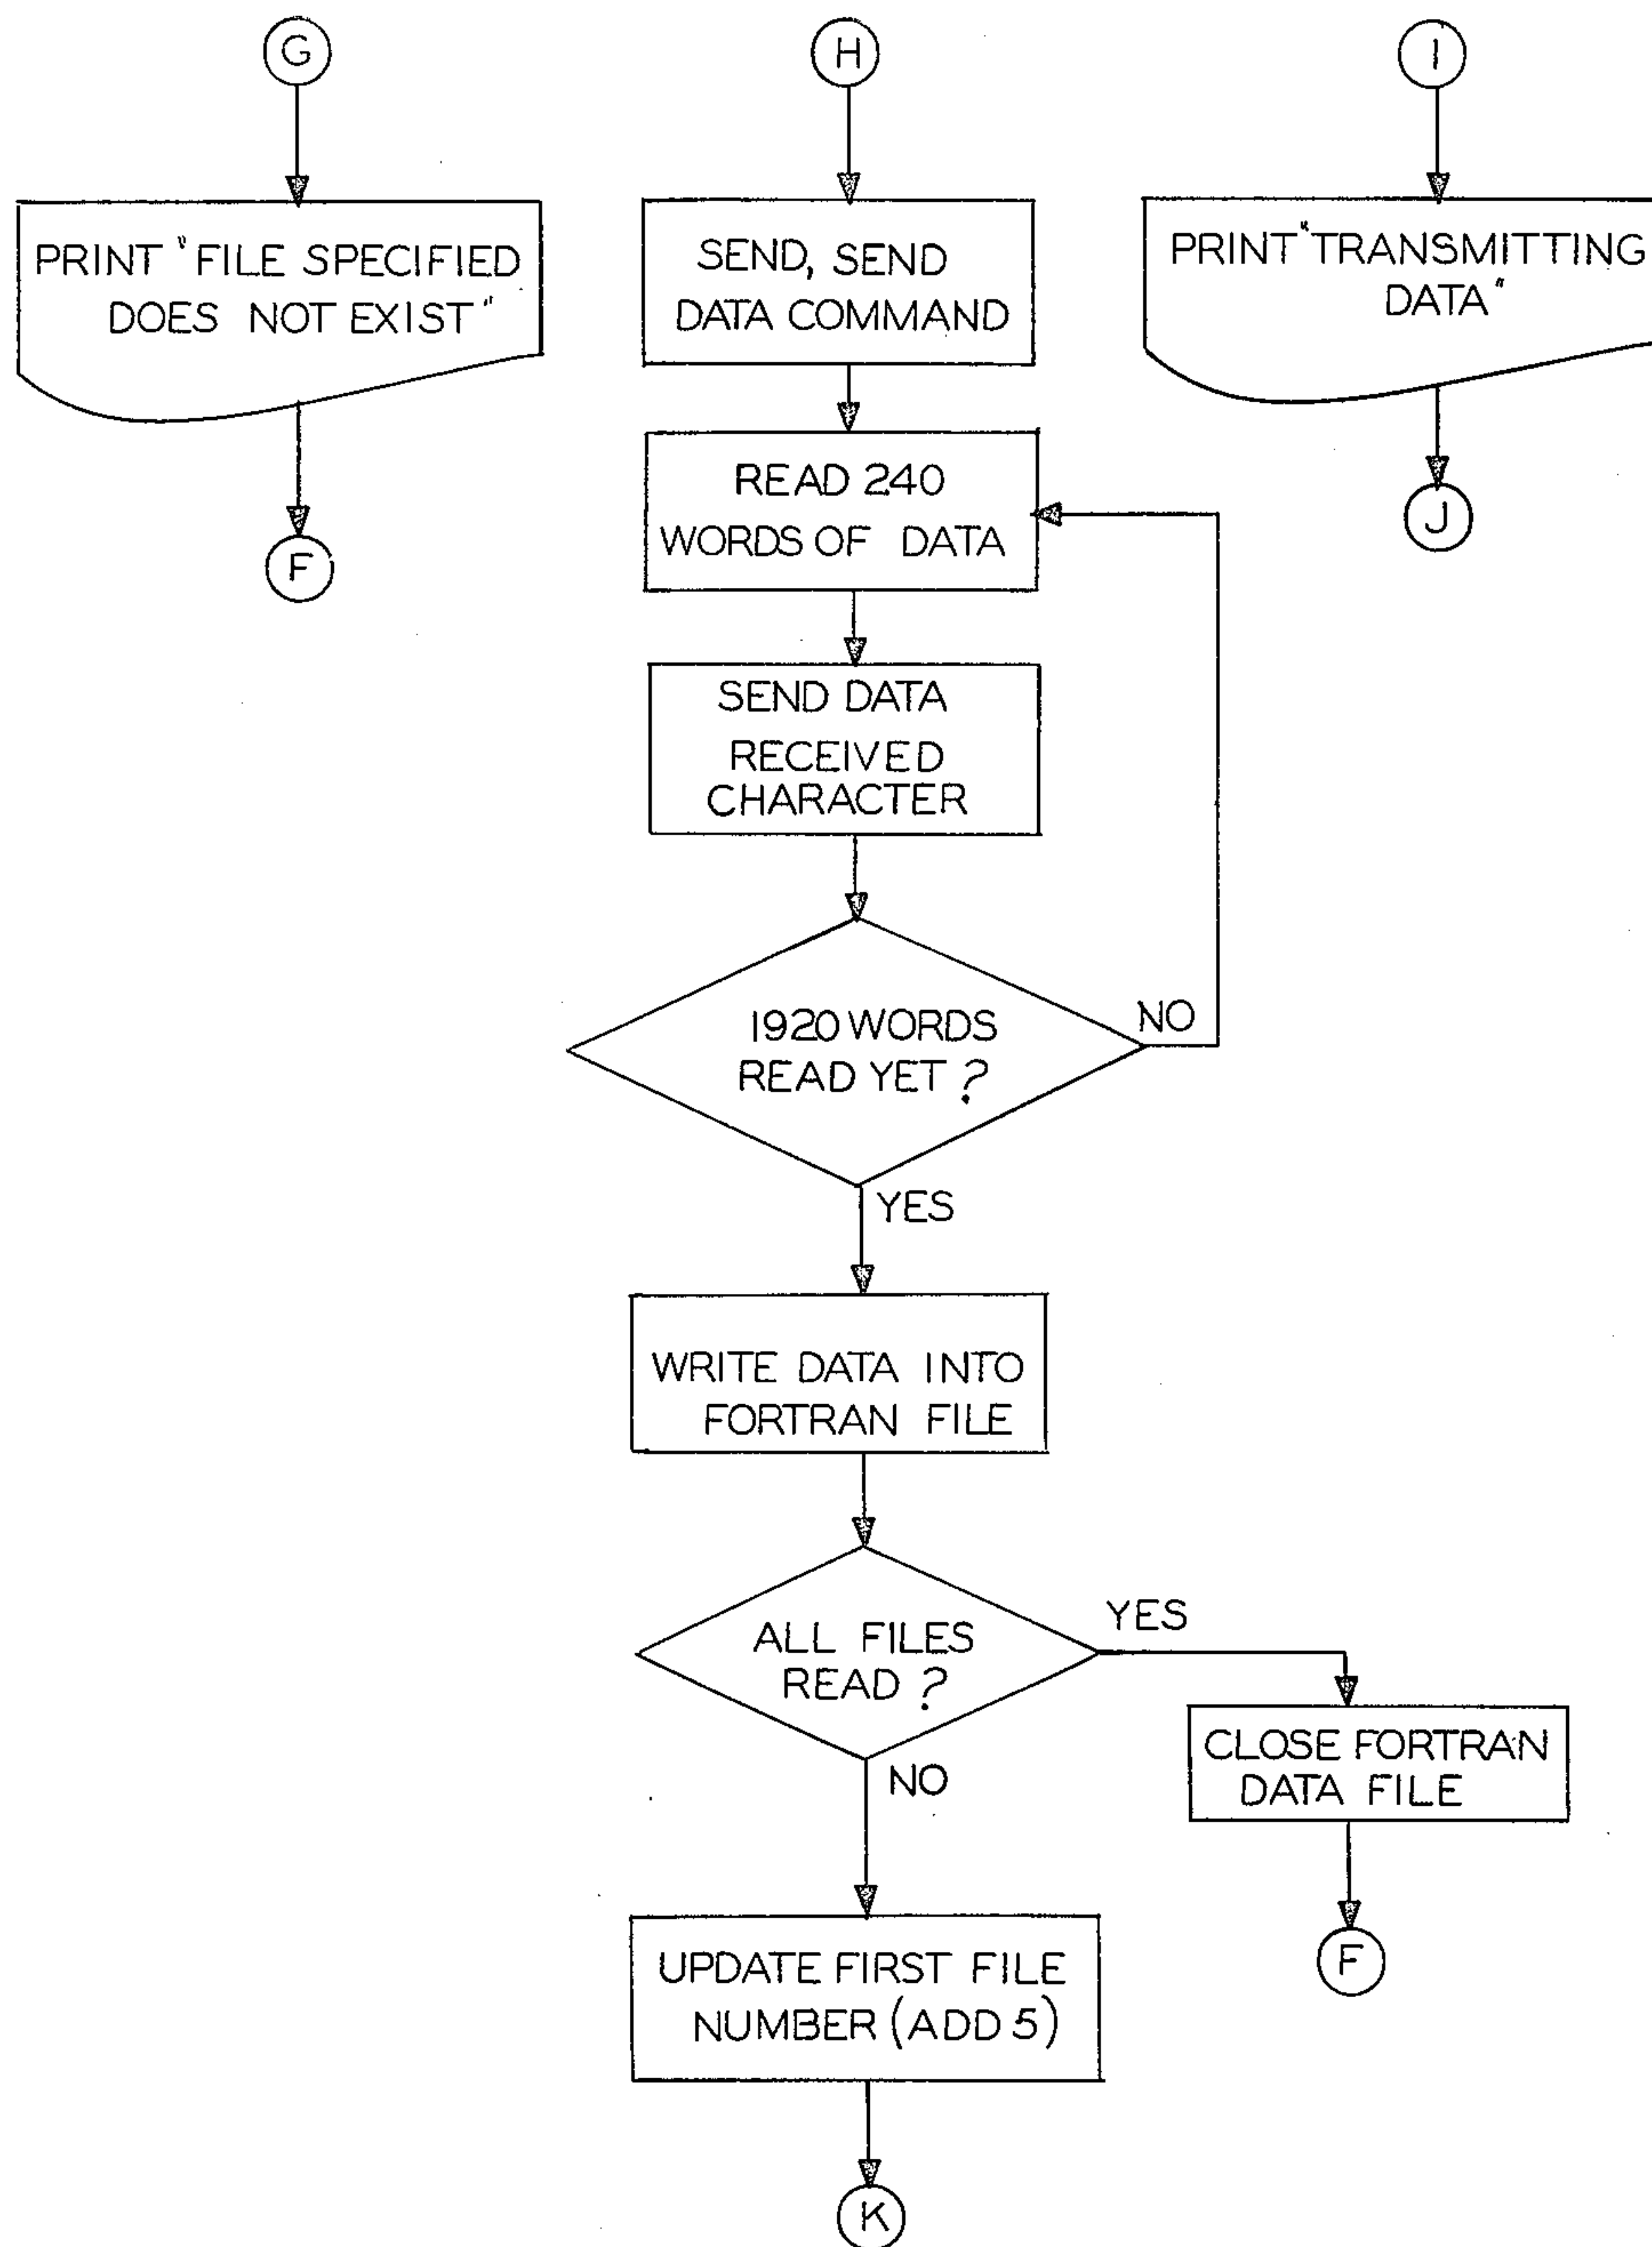 G
PRINT "FILE SPECIFIED
DOES NOT EXIST"
F
H
SEND, SEND
DATA COMMAND
READ 240
WORDS OF DATA
SEND DATA
RECEIVED
CHARACTER
1920 WORDS
READ YET ?
NO
YES
WRITE DATA INTO
FORTRAN FILE
ALL FILES
READ ?
YES
CLOSE FORTRAN
DATA FILE
F
NO
UPDATE FIRST FILE
NUMBER (ADD 5)
K
I
PRINT "TRANSMITTING
DATA"
J